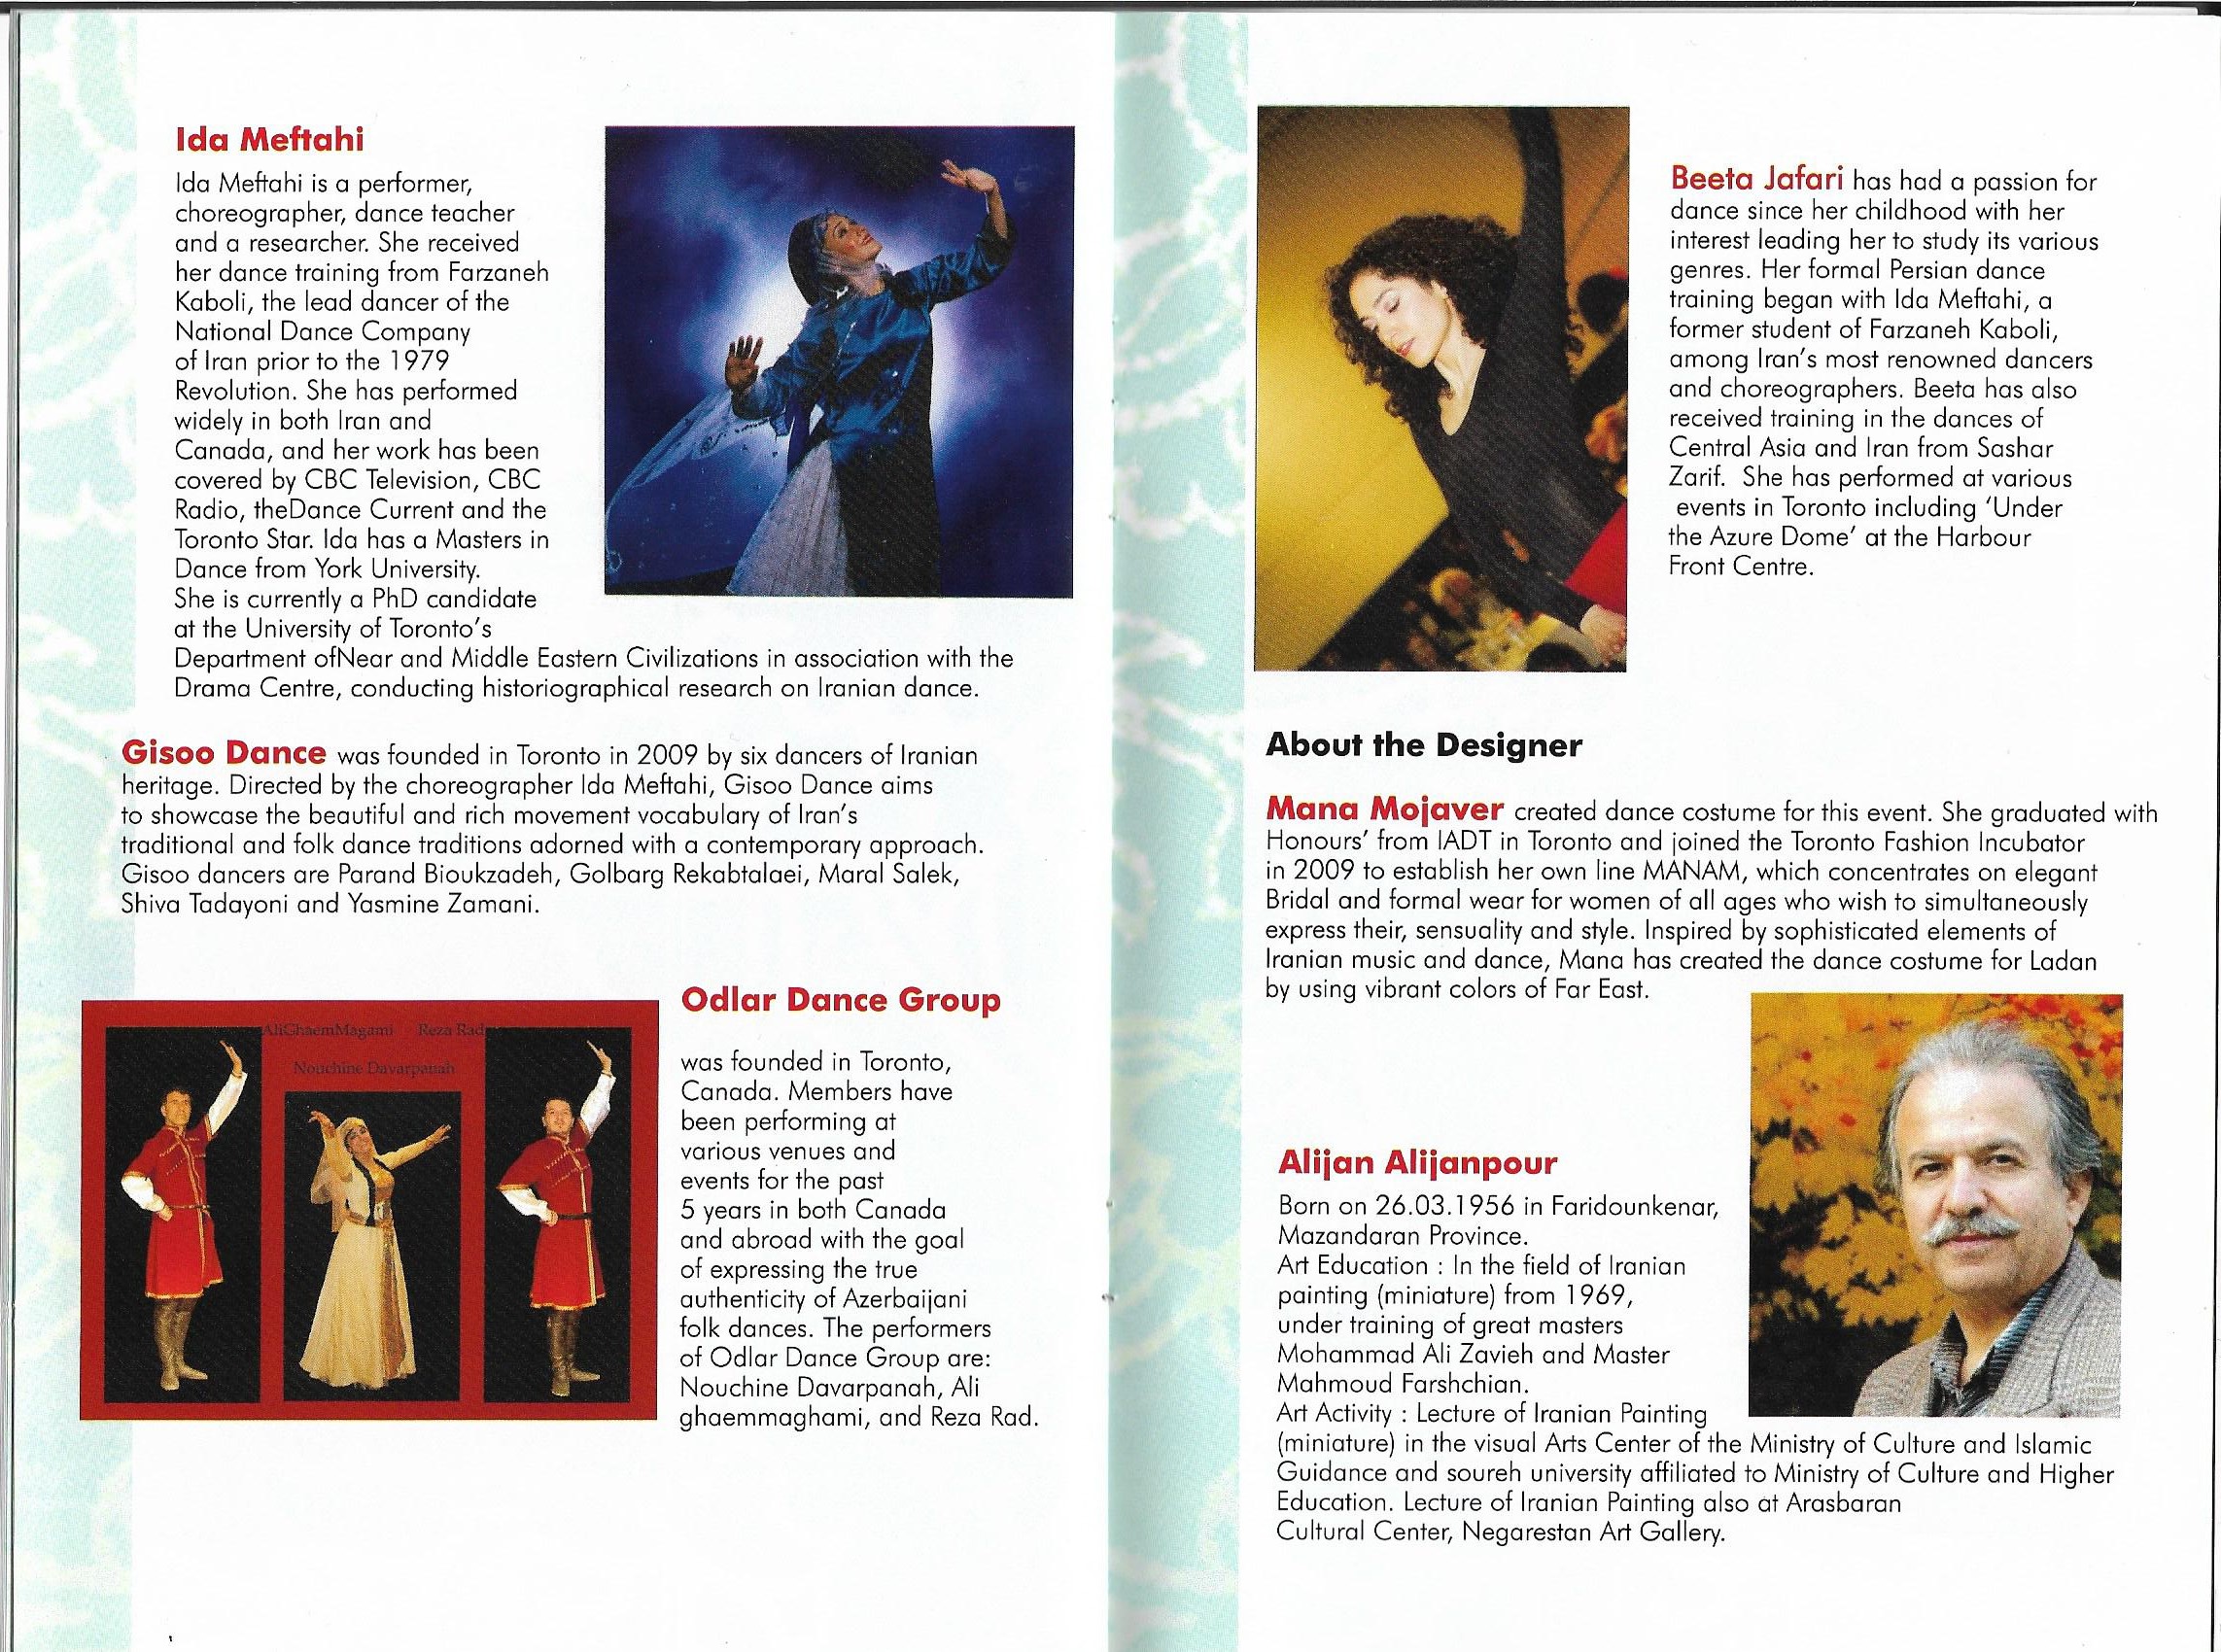 Ida Meftahi
Ida Meftahi is a performer,
choreographer, dance teacher
and a researcher. She received
her dance training from Farzaneh
Kaboli, the lead dancer of the
National Dance Company
of Iran prior to the 1979
Revolution. She has performed
widely in both Iran and
Canada, and her work has been
covered by CBC Television, CBC
Radio, theDance Current and the
Toronto Star. Ida has a Masters in
Dance from York University.
She is currently a PhD candidate
at the University of Toronto's
Department ofNear and Middle Eastern Civilizations in association with the
Drama Centre, conducting historiographical research on Iranian dance.
Gisoo Dance was founded in Toronto in 2009 by six dancers of Iranian
heritage. Directed by the choreographer Ida Meftahi, Gisoo Dance aims
to showcase the beautiful and rich movement vocabulary of Iran's
traditional and folk dance traditions adorned with a contemporary approach.
Gisoo dancers are Parand Bioukzadeh, Golbarg Rekabtalaei, Maral Salek,
Shiva Tadayoni and Yasmine Zamani.
AliGhaemMagami Reza Rad
Nouchine Davarpanah
Odlar Dance Group
was founded in Toronto,
Canada. Members have
been performing at
various venues and
events for the past
5 years in both Canada
and abroad with the goal
of expressing the true
authenticity of Azerbaijani
folk dances. The performers
of Odlar Dance Group are:
Nouchine Davarpanah, Ali
ghaemmaghami, and Reza Rad.
Beeta Jafari has had a passion for
dance since her childhood with her
interest leading her to study its various
genres. Her formal Persian dance
training began with Ida Meftahi, a
former student of Farzaneh Kaboli,
among Iran's most renowned dancers
and choreographers. Beeta has also
received training in the dances of
Central Asia and Iran from Sashar
Zarif. She has performed at various
events in Toronto including 'Under
the Azure Dome' at the Harbour
Front Centre.
About the Designer
Mana Mojaver created dance costume for this event. She graduated with
Honours' from IADT in Toronto and joined the Toronto Fashion Incubator
in 2009 to establish her own line MANAM, which concentrates on elegant
Bridal and formal wear for women of all ages who wish to simultaneously
express their, sensuality and style. Inspired by sophisticated elements of
Iranian music and dance, Mana has created the dance costume for Ladan
by using vibrant colors of Far East.
Alijan Alijanpour
Born on 26.03.1956 in Faridounkenar,
Mazandaran Province.
Art Education : In the field of Iranian
painting (miniature) from 1969,
under training of great masters
Mohammad Ali Zavieh and Master
Mahmoud Farshchian.
Art Activity : Lecture of Iranian Painting
(miniature) in the visual Arts Center of the Ministry of Culture and Islamic
Guidance and soureh university affiliated to Ministry of Culture and Higher
Education. Lecture of Iranian Painting also at Arasbaran
Cultural Center, Negarestan Art Gallery.